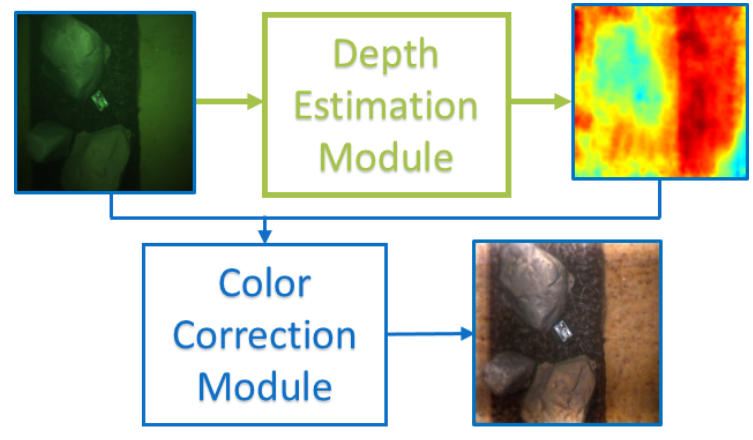 Depth
Estimation
Module
Color
Correction
Module